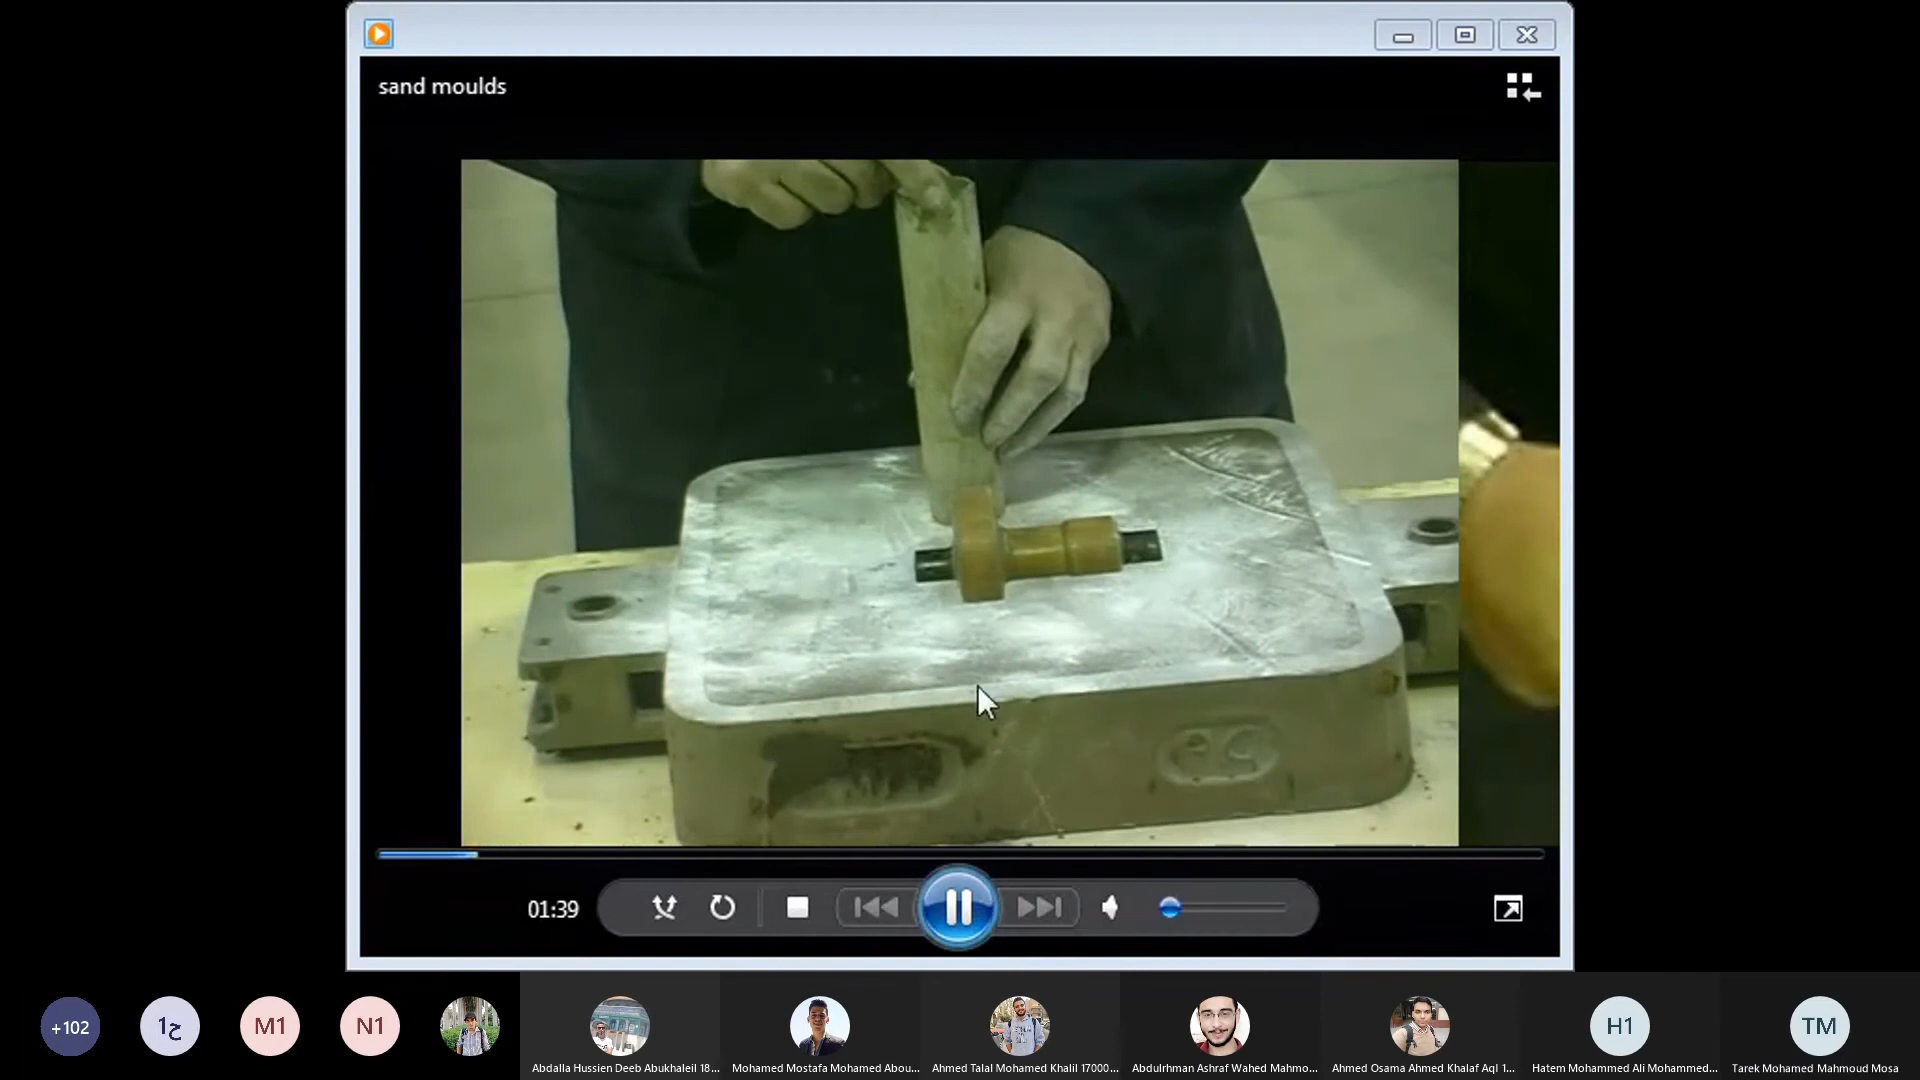 sand moulds
01:39
+102
ح1
M1
N1
H1
TM
Abdalla Hussien Deeb Abukhaleil 18...
Mohamed Mostafa Mohamed Abou...
Ahmed Talal Mohamed Khalil 17000...
Abdulrhman Ashraf Wahed Mahmo...
Ahmed Osama Ahmed Khalaf Aql 1...
Hatem Mohammed Ali Mohammed...
Tarek Mohamed Mahmoud Mosa